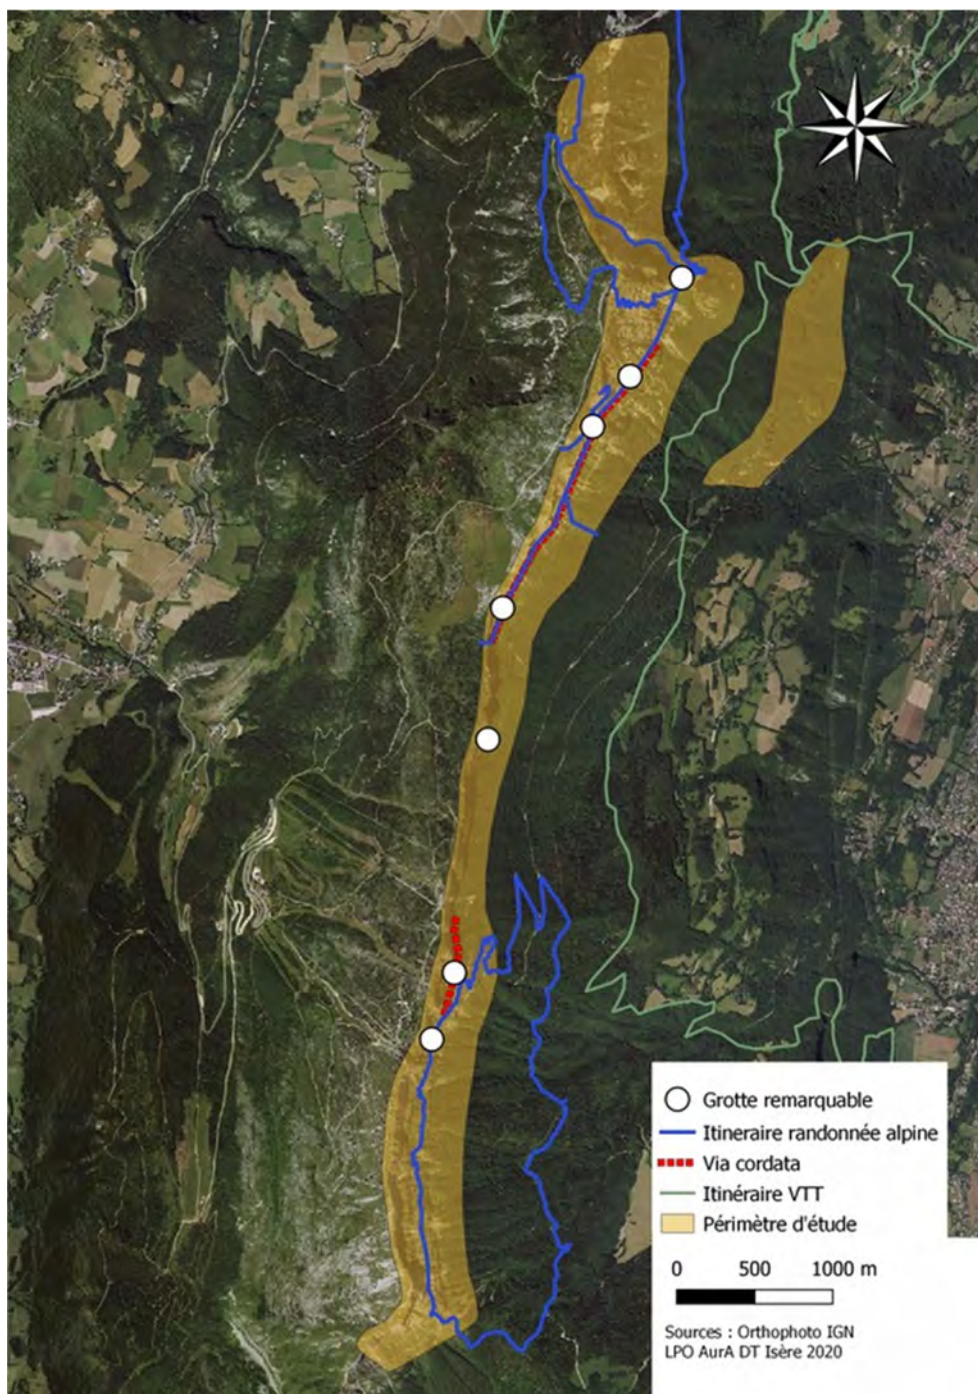 Grotte remarquable
Itineraire randonnée alpine
Via cordata
Itinéraire VTT
Périmètre d'étude
0 500 1000 m
Sources : Orthophoto IGN
LPO AurA DT Isère 2020